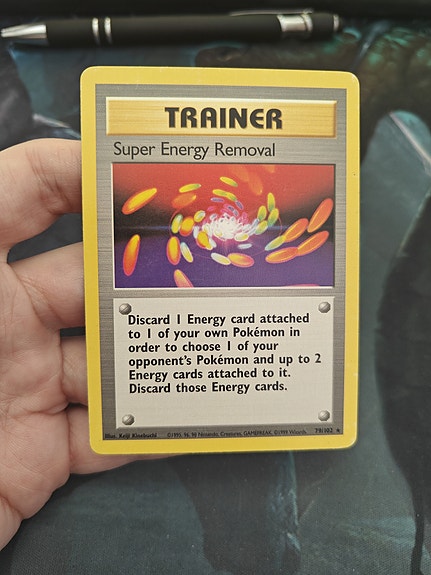 TRAINER
Super Energy Removal
Discard 1 Energy card attached
to 1 of your own Pokémon in
order to choose 1 of your
opponent's Pokémon and up to 2
Energy cards attached to it.
Discard those Energy cards.
Illus. Keiji Kinebuchi ©1995, 96, 98 Nintendo, Creatures, GAMEFREAK. ©1999 Wizards. 79/102 ★